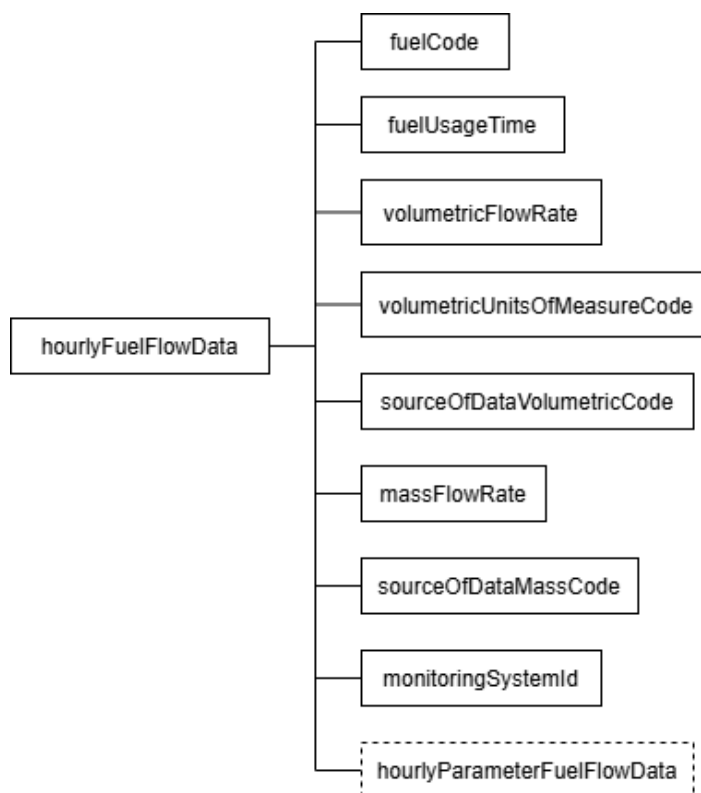 fuelCode
fuelUsageTime
volumetricFlowRate
volumetricUnitsOfMeasureCode
hourlyFuelFlowData
sourceOfDataVolumetricCode
massFlowRate
sourceOfDataMassCode
monitoringSystemId
hourlyParameterFuelFlowData